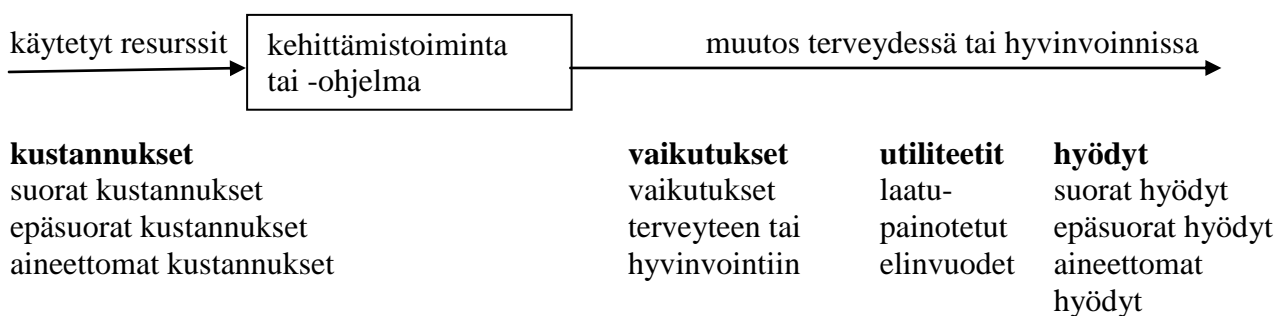 käytetyt resurssit
kehittämistoiminta
tai -ohjelma
muutos terveydessä tai hyvinvoinnissa
kustannukset
suorat kustannukset
epäsuorat kustannukset
aineettomat kustannukset
vaikutukset
vaikutukset
terveyteen tai
hyvinvointiin
utiliteetit
laatu-
painotetut
elinvuodet
hyödyt
suorat hyödyt
epäsuorat hyödyt
aineettomat
hyödyt